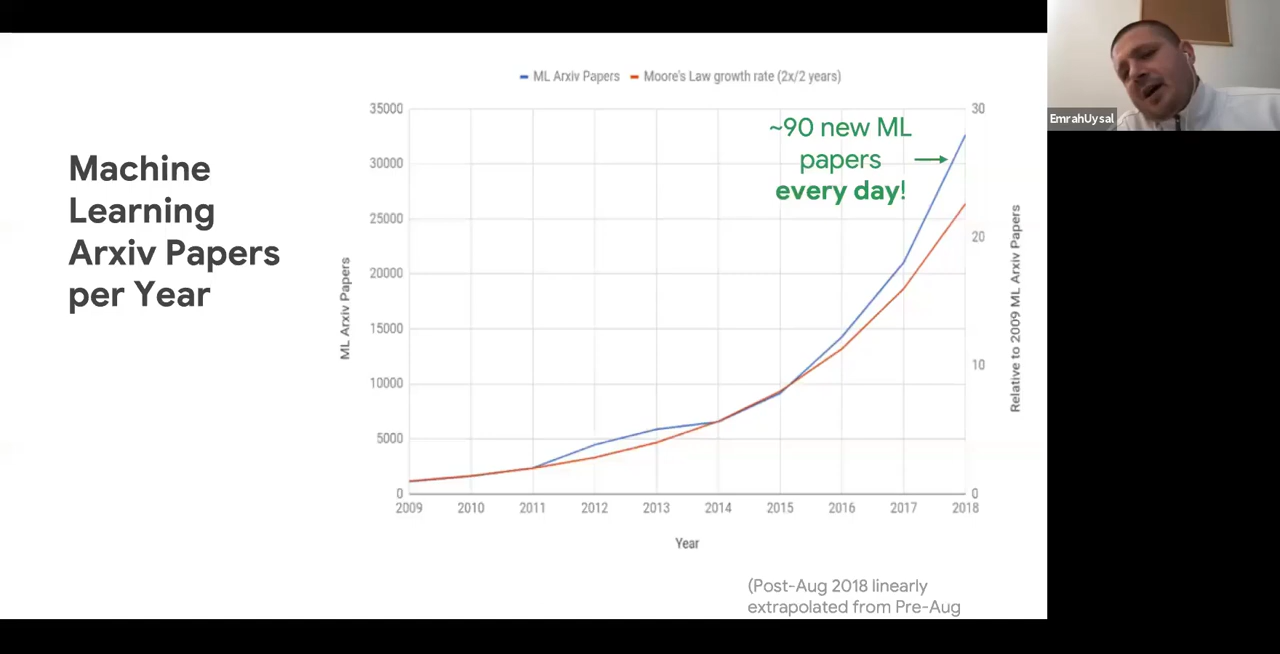 Machine
Learning
Arxiv Papers
per Year
ML Arxiv Papers
Moore's Law growth rate (2x/2 years)
~90 new ML
papers
every day!
ML Arxiv Papers
35000
30000
25000
20000
15000
10000
5000
0
30
20
10
0
Relative to 2009 ML Arxiv Papers
2009 2010 2011 2012 2013 2014 2015 2016 2017 2018
Year
(Post-Aug 2018 linearly
extrapolated from Pre-Aug
EmrahUysal